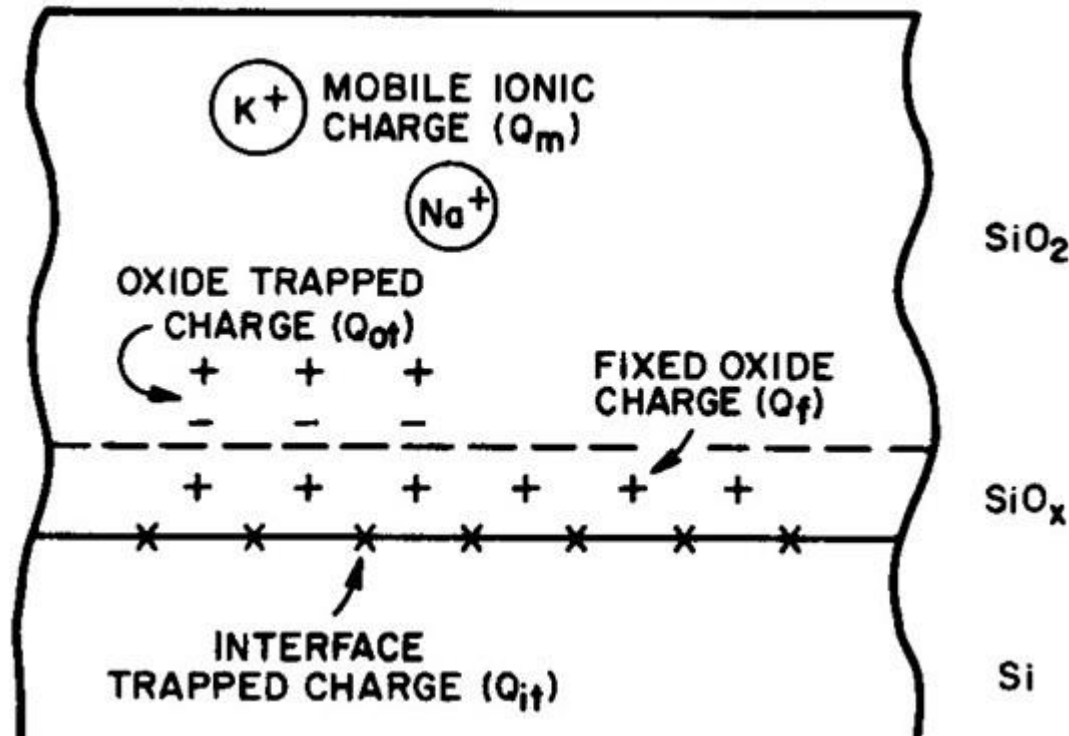 K+
MOBILE IONIC
CHARGE (Qm)
Na+
SiO2
OXIDE TRAPPED
CHARGE (Qot)
+ + +
− − −
FIXED OXIDE
CHARGE (Qf)
+ + + + + +
SiOx
INTERFACE
TRAPPED CHARGE (Qit)
Si